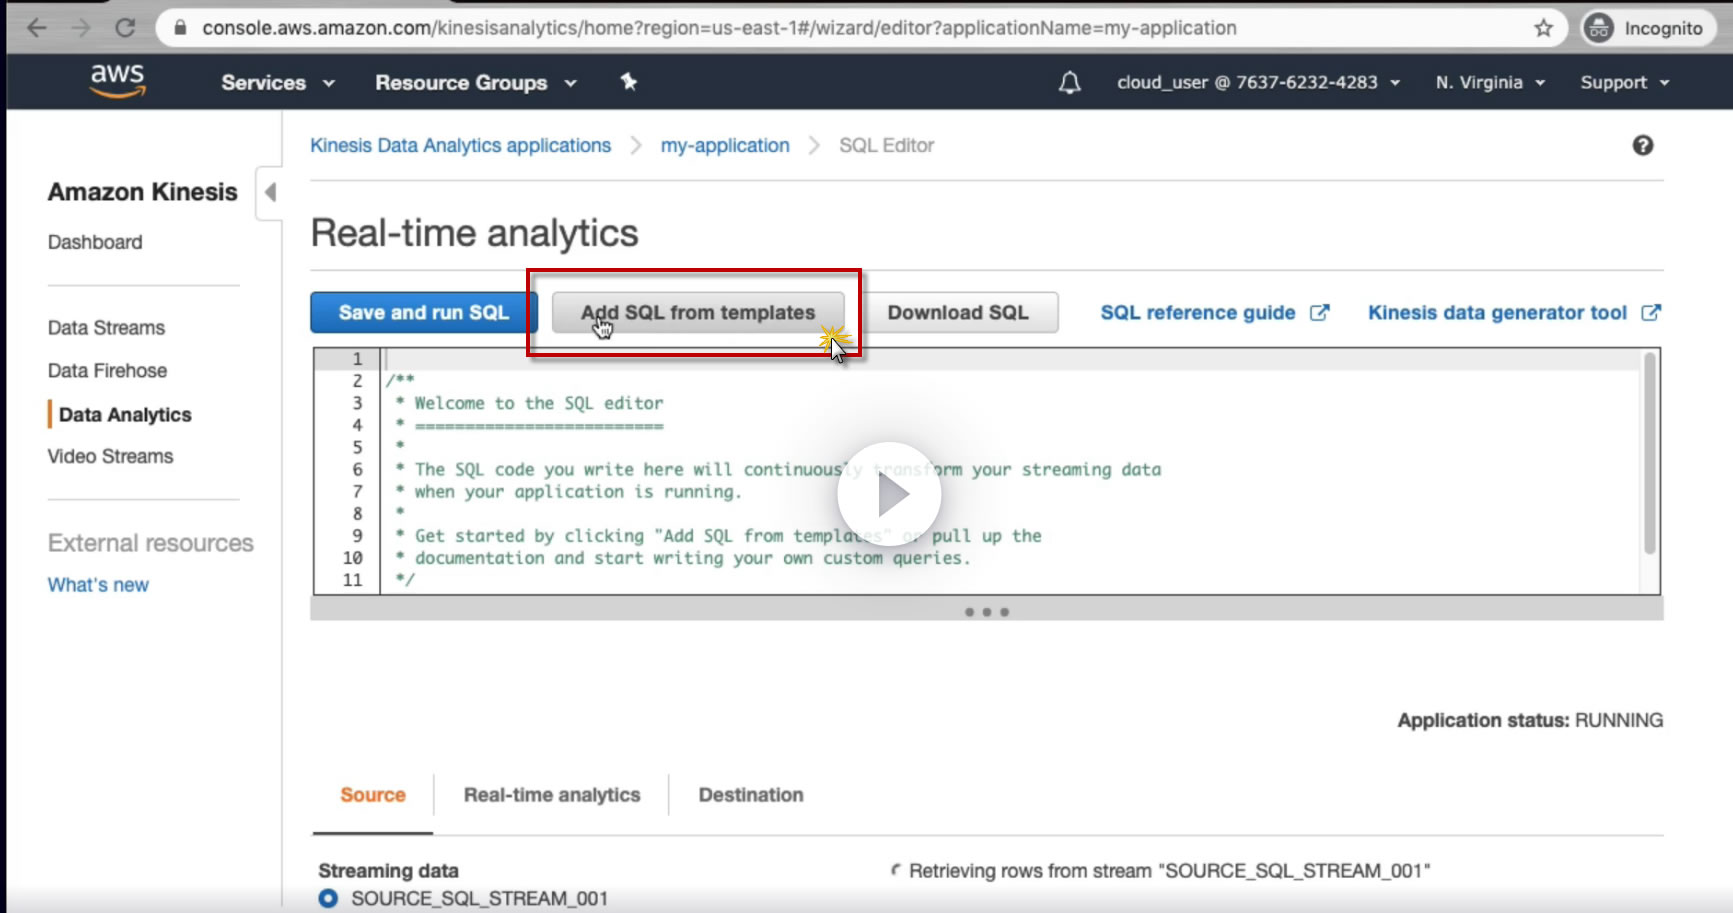 console.aws.amazon.com/kinesisanalytics/home?region=us-east-1#/wizard/editor?applicationName=my-application
Incognito
aws
Services
Resource Groups
cloud_user @ 7637-6232-4283
N. Virginia
Support
Kinesis Data Analytics applications
my-application
SQL Editor
Amazon Kinesis
Dashboard
Data Streams
Data Firehose
Data Analytics
Video Streams
External resources
What's new
Real-time analytics
Save and run SQL
Add SQL from templates
Download SQL
SQL reference guide
Kinesis data generator tool
1
2 /**
3 * Welcome to the SQL editor
4 * =========================
5 *
6 * The SQL code you write here will continuously transform your streaming data
7 * when your application is running.
8 *
9 * Get started by clicking "Add SQL from templates" or pull up the
10 * documentation and start writing your own custom queries.
11 */
Application status: RUNNING
Source
Real-time analytics
Destination
Streaming data
SOURCE_SQL_STREAM_001
Retrieving rows from stream "SOURCE_SQL_STREAM_001"